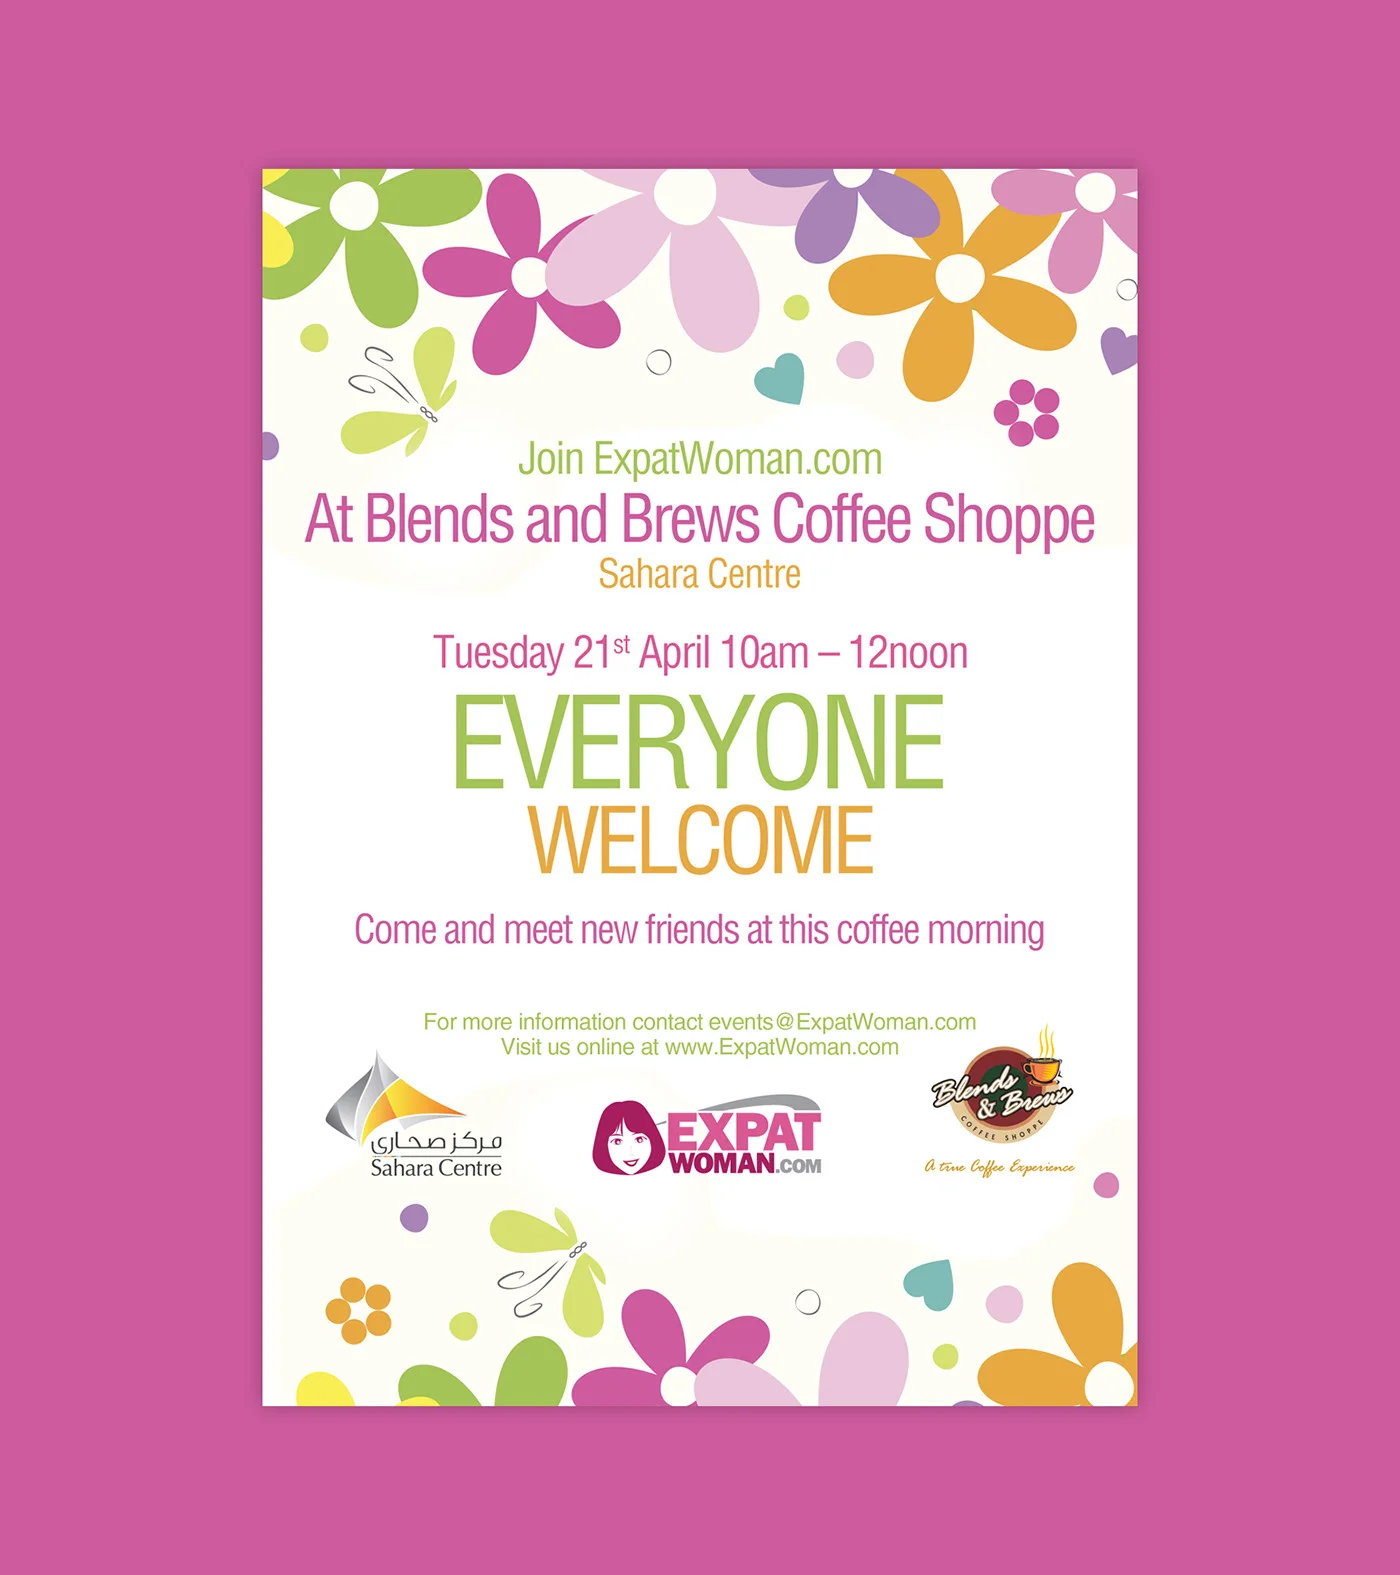 Join ExpatWoman.com
At Blends and Brews Coffee Shoppe
Sahara Centre
Tuesday 21st April 10am – 12noon
EVERYONE
WELCOME
Come and meet new friends at this coffee morning
For more information contact events@ExpatWoman.com
Visit us online at www.ExpatWoman.com
مركز صحارى
Sahara Centre
EXPAT
WOMAN.COM
Blends
& Brews
COFFEE SHOPPE
A true Coffee Experience